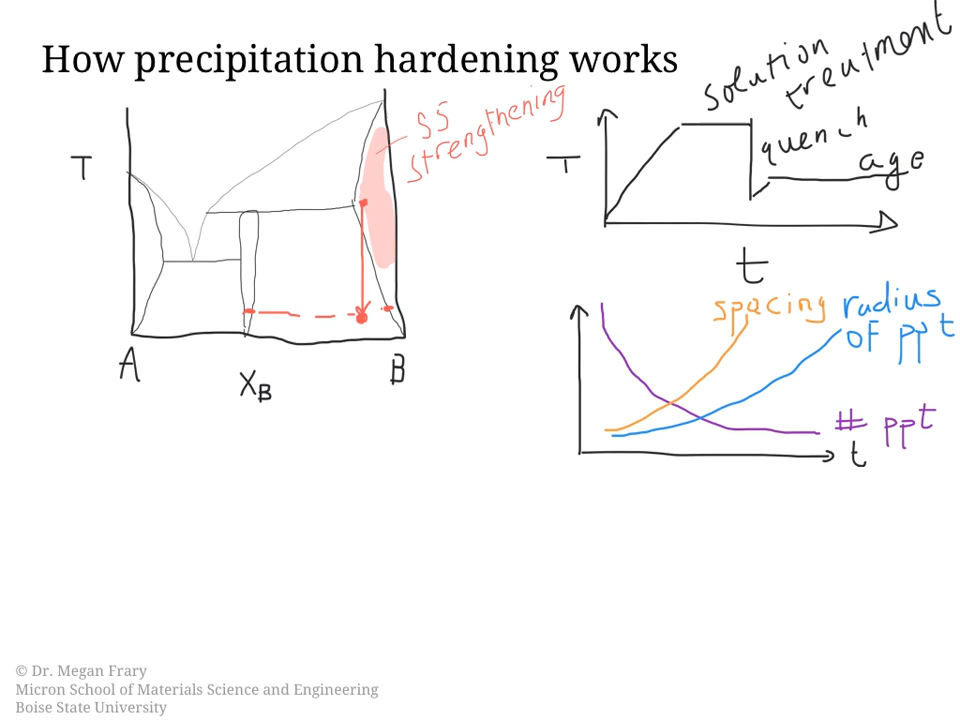 How precipitation hardening works
SS
strengthening
T
A
XB
B
solution
treatment
quench
age
T
t
spacing
radius
OF ppt
# ppt
t
© Dr. Megan Frary
Micron School of Materials Science and Engineering
Boise State University